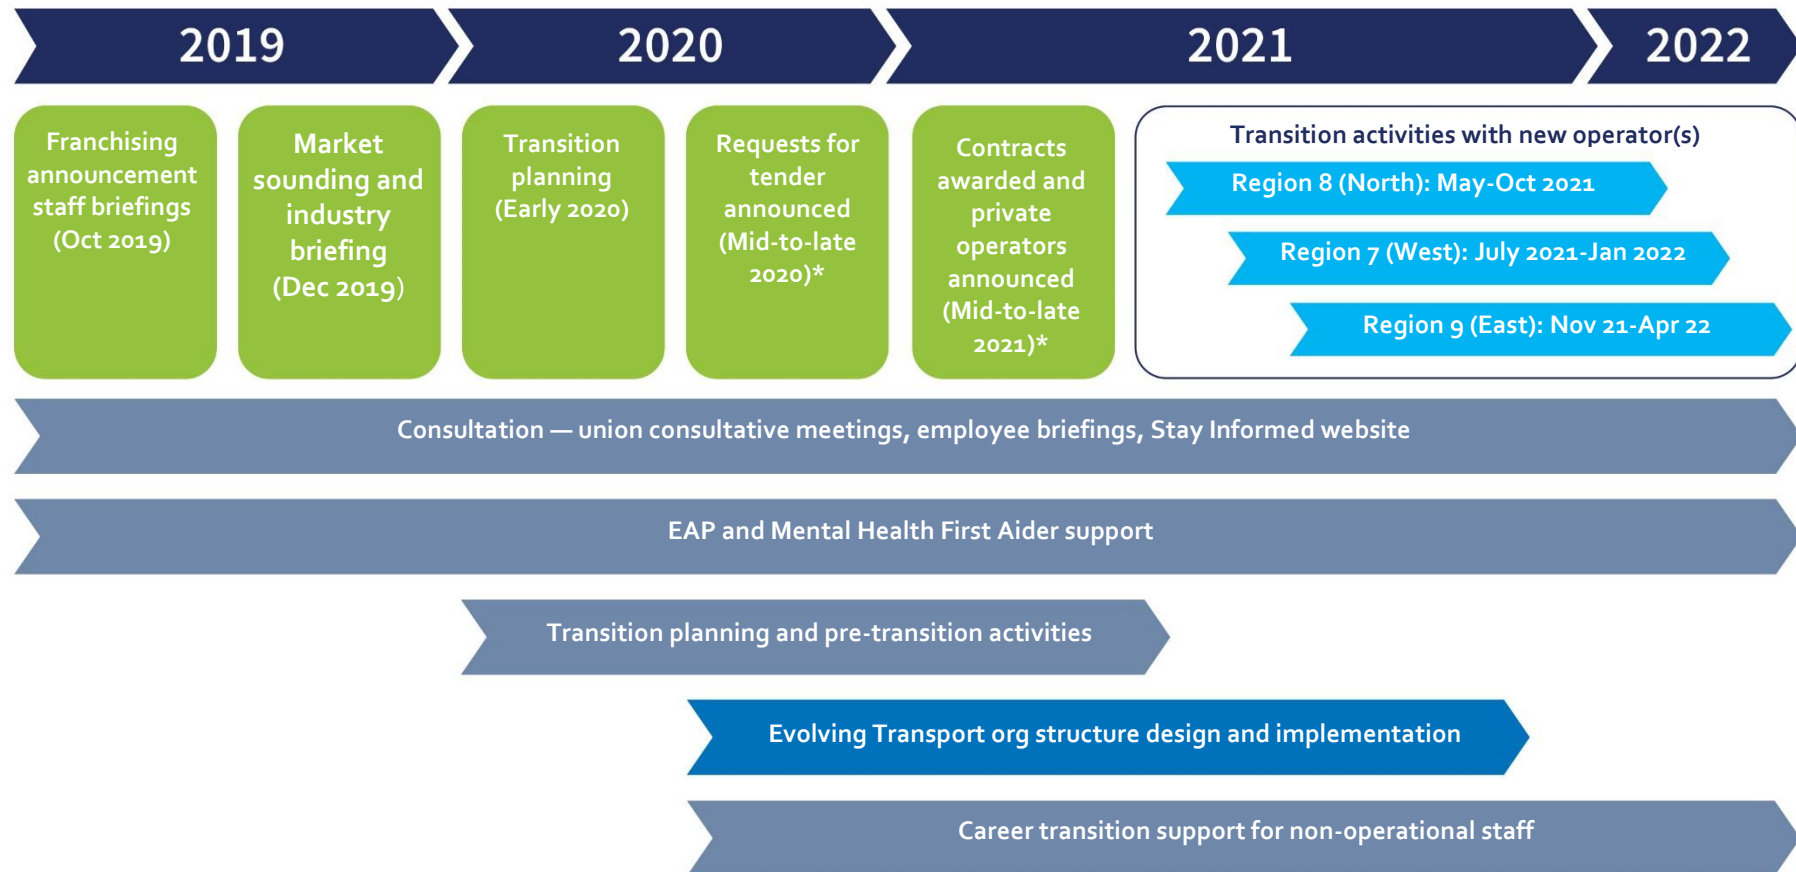 2019
2020
2021
2022
Franchising
announcement
staff briefings
(Oct 2019)
Market
sounding and
industry
briefing
(Dec 2019)
Transition
planning
(Early 2020)
Requests for
tender
announced
(Mid-to-late
2020)*
Contracts
awarded and
private
operators
announced
(Mid-to-late
2021)*
Transition activities with new operator(s)
Region 8 (North): May-Oct 2021
Region 7 (West): July 2021-Jan 2022
Region 9 (East): Nov 21-Apr 22
Consultation — union consultative meetings, employee briefings, Stay Informed website
EAP and Mental Health First Aider support
Transition planning and pre-transition activities
Evolving Transport org structure design and implementation
Career transition support for non-operational staff